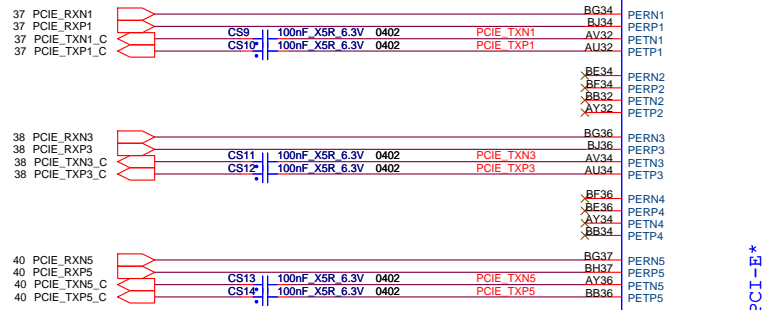 37 PCIE_RXN1 BG34 PERN1
37 PCIE_RXP1 BJ34 PERP1
37 PCIE_TXN1_C CS9 100nF_X5R_6.3V 0402 PCIE_TXN1 AV32 PETN1
37 PCIE_TXP1_C CS10 100nF_X5R_6.3V 0402 PCIE_TXP1 AU32 PETP1
BE34 PERN2
BF34 PERP2
BB32 PETN2
AY32 PETP2
38 PCIE_RXN3 BG36 PERN3
38 PCIE_RXP3 BJ36 PERP3
38 PCIE_TXN3_C CS11 100nF_X5R_6.3V 0402 PCIE_TXN3 AV34 PETN3
38 PCIE_TXP3_C CS12 100nF_X5R_6.3V 0402 PCIE_TXP3 AU34 PETP3
BF36 PERN4
BE36 PERP4
AY34 PETN4
BB34 PETP4
40 PCIE_RXN5 BG37 PERN5
40 PCIE_RXP5 BH37 PERP5
40 PCIE_TXN5_C CS13 100nF_X5R_6.3V 0402 PCIE_TXN5 AY36 PETN5
40 PCIE_TXP5_C CS14 100nF_X5R_6.3V 0402 PCIE_TXP5 BB36 PETP5
PCI-E*